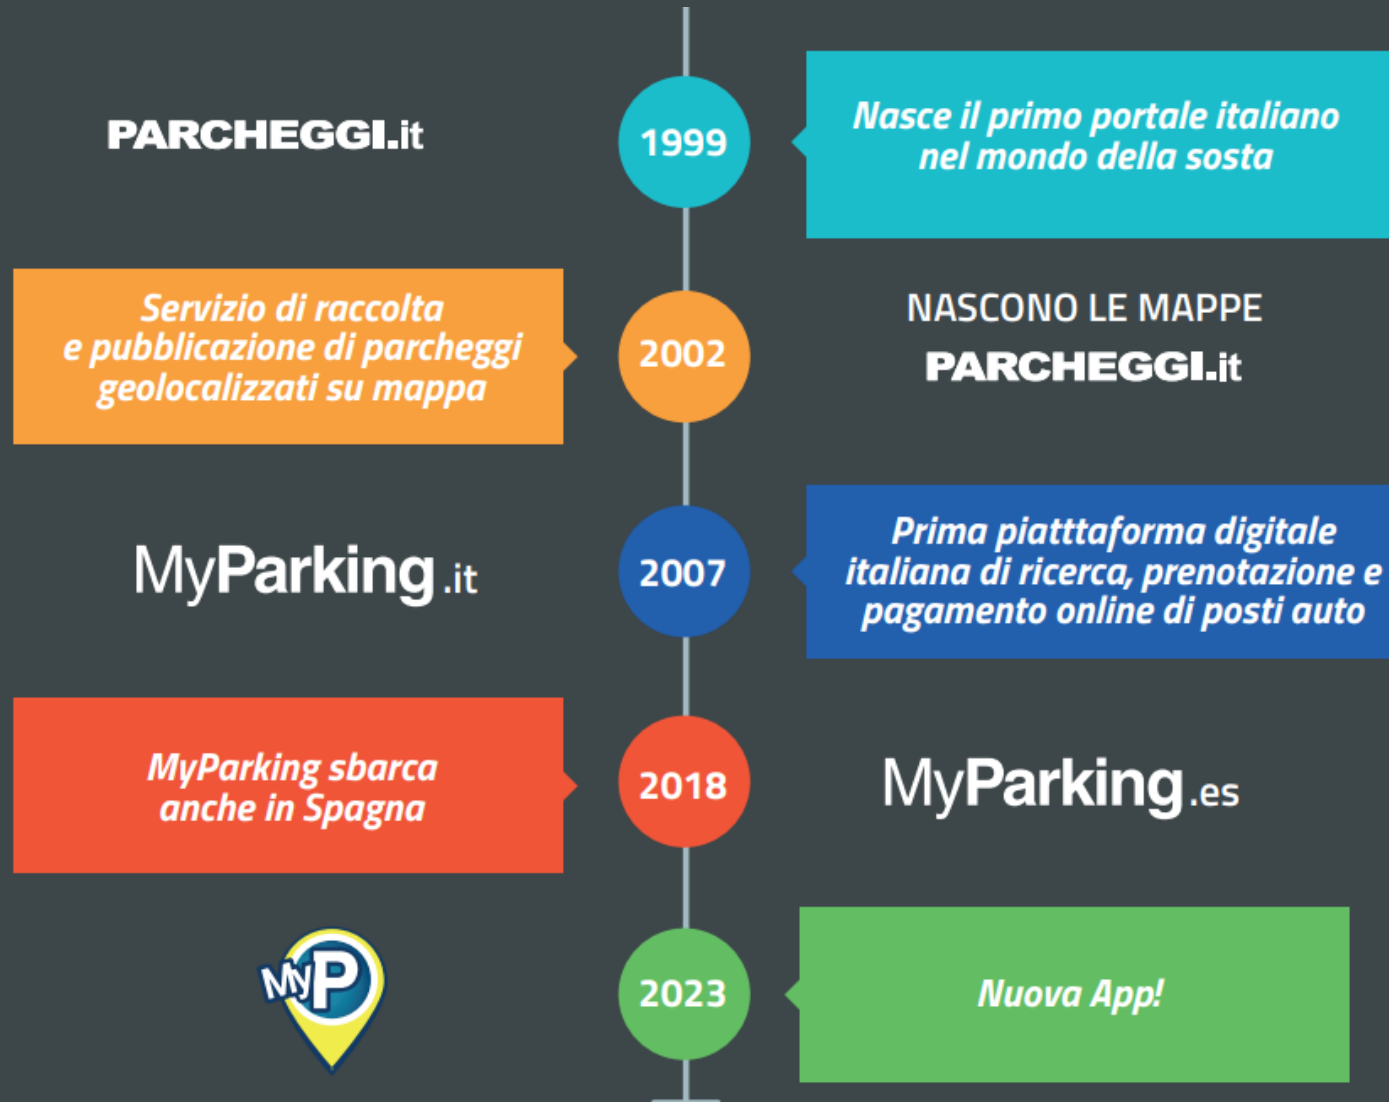 PARCHEGGI.it
1999
Nasce il primo portale italiano
nel mondo della sosta
Servizio di raccolta
e pubblicazione di parcheggi
geolocalizzati su mappa
2002
NASCONO LE MAPPE
PARCHEGGI.it
MyParking.it
2007
Prima piatttaforma digitale
italiana di ricerca, prenotazione e
pagamento online di posti auto
MyParking sbarca
anche in Spagna
2018
MyParking.es
MyP
2023
Nuova App!